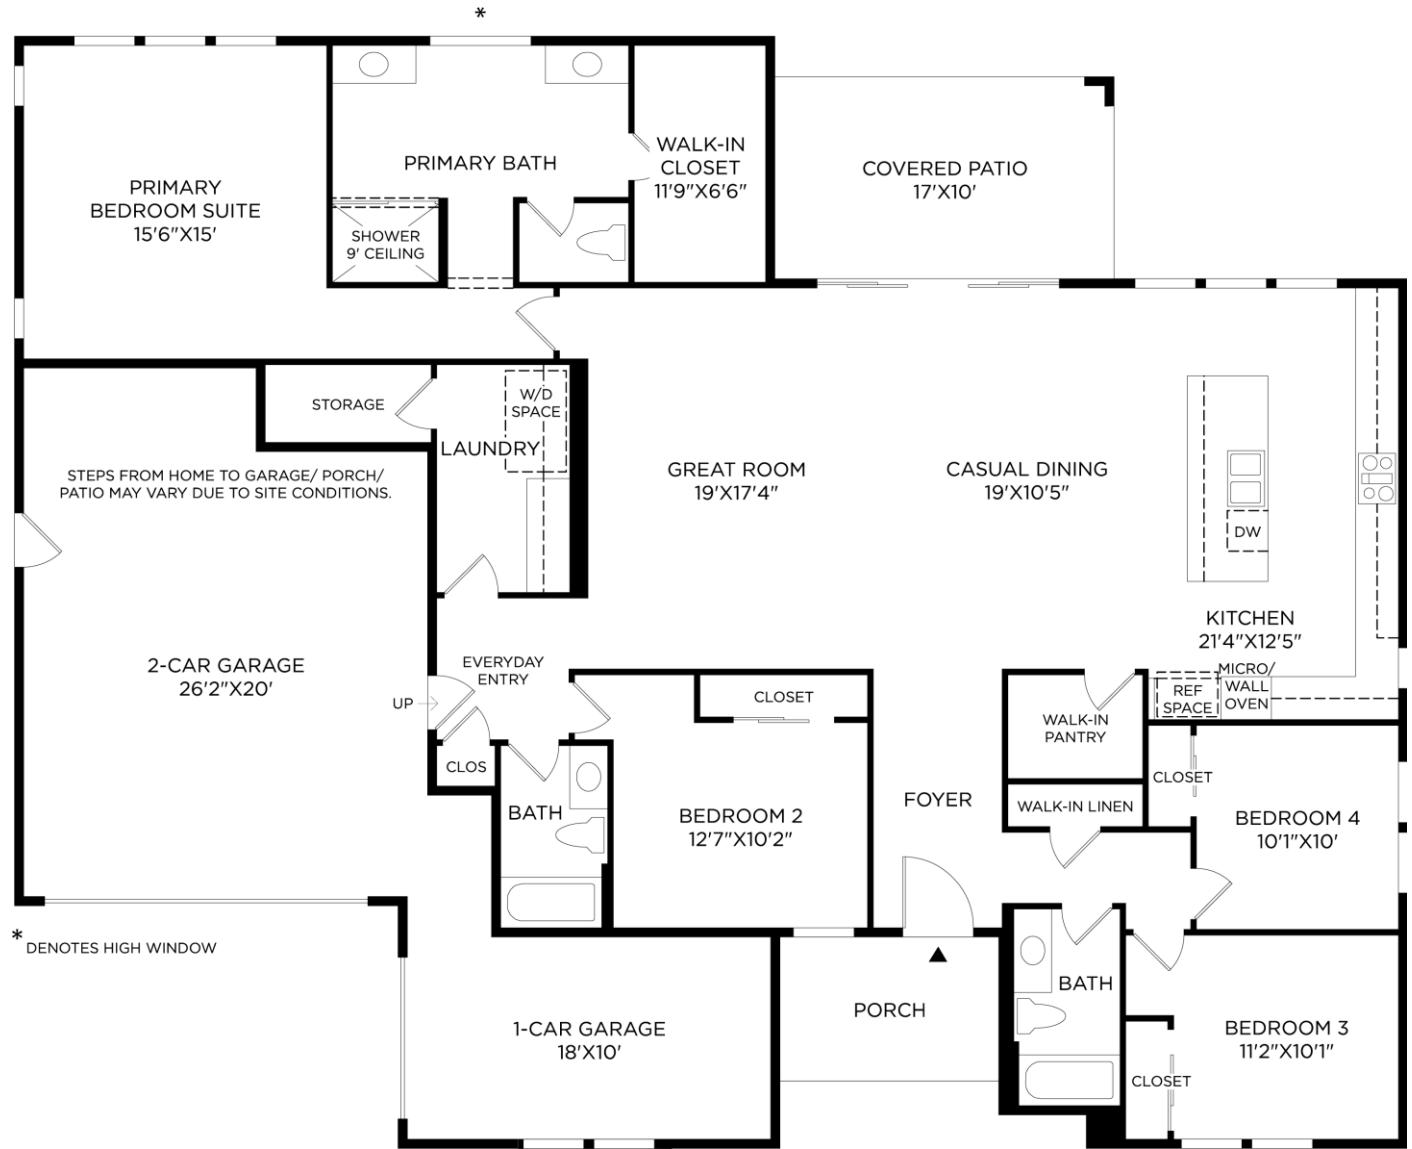 *
PRIMARY
BEDROOM SUITE
15'6"X15'
PRIMARY BATH
SHOWER
9' CEILING
WALK-IN
CLOSET
11'9"X6'6"
COVERED PATIO
17'X10'
STORAGE
W/D
SPACE
LAUNDRY
STEPS FROM HOME TO GARAGE/ PORCH/
PATIO MAY VARY DUE TO SITE CONDITIONS.
GREAT ROOM
19'X17'4"
CASUAL DINING
19'X10'5"
DW
KITCHEN
21'4"X12'5"
MICRO/
WALL
OVEN
REF
SPACE
2-CAR GARAGE
26'2"X20'
UP
EVERYDAY
ENTRY
CLOSET
CLOS
BATH
BEDROOM 2
12'7"X10'2"
FOYER
WALK-IN
PANTRY
WALK-IN LINEN
CLOSET
BEDROOM 4
10'1"X10'
* DENOTES HIGH WINDOW
1-CAR GARAGE
18'X10'
PORCH
BATH
BEDROOM 3
11'2"X10'1"
CLOSET